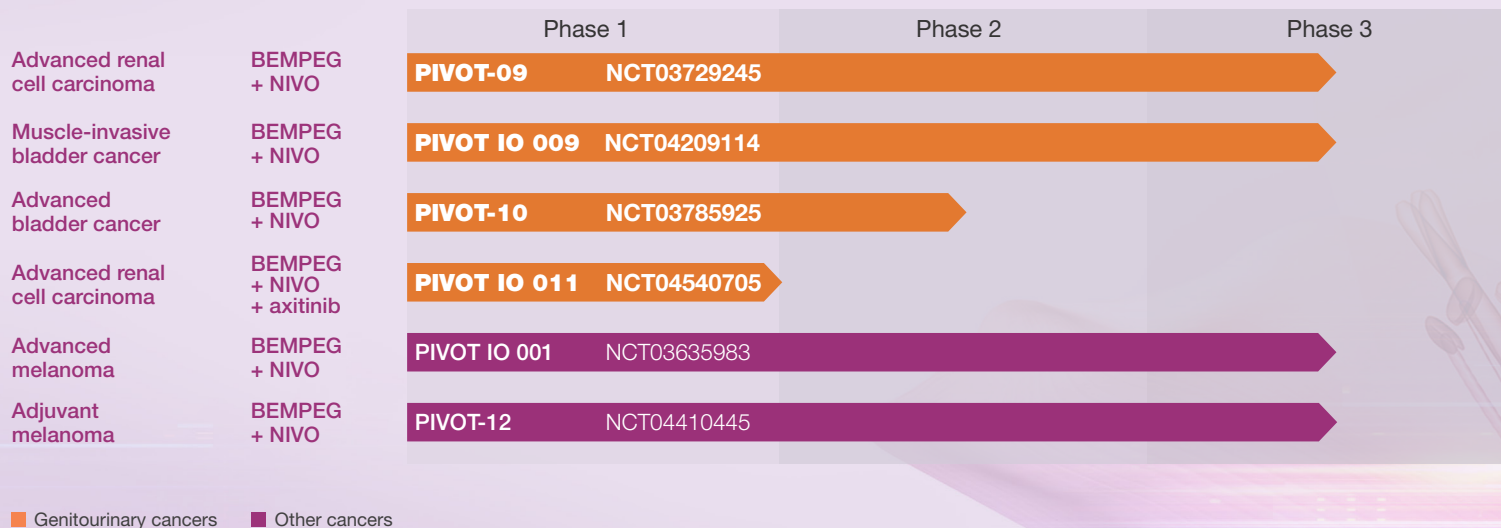 Phase 1 Phase 2 Phase 3
Advanced renal
cell carcinoma
BEMPEG
+ NIVO
PIVOT-09 NCT03729245
Muscle-invasive
bladder cancer
BEMPEG
+ NIVO
PIVOT IO 009 NCT04209114
Advanced
bladder cancer
BEMPEG
+ NIVO
PIVOT-10 NCT03785925
Advanced renal
cell carcinoma
BEMPEG
+ NIVO
+ axitinib
PIVOT IO 011 NCT04540705
Advanced
melanoma
BEMPEG
+ NIVO
PIVOT IO 001 NCT03635983
Adjuvant
melanoma
BEMPEG
+ NIVO
PIVOT-12 NCT04410445
Genitourinary cancers Other cancers